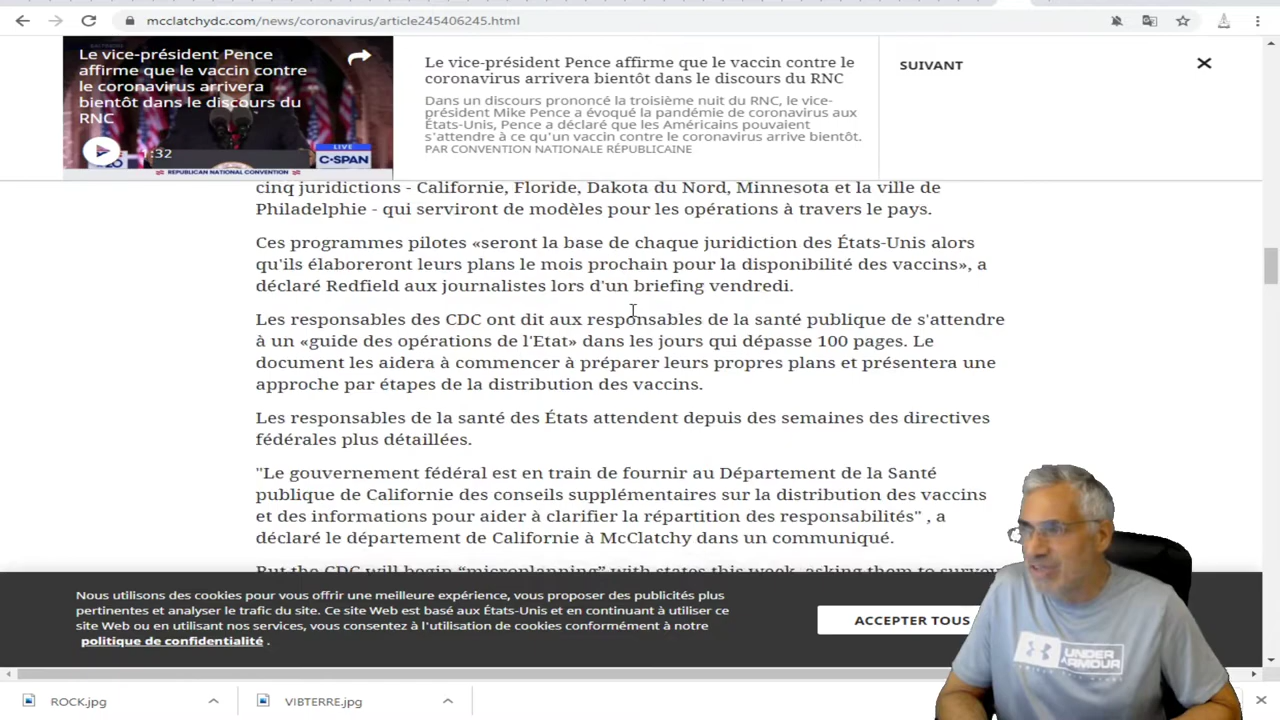 mcclatchydc.com/news/coronavirus/article245406245.html
Le vice-président Pence
affirme que le vaccin contre
le coronavirus arrivera
bientôt dans le discours du
RNC
1:32
LIVE
C-SPAN
REPUBLICAN NATIONAL CONVENTION
Le vice-président Pence affirme que le vaccin contre le
coronavirus arrivera bientôt dans le discours du RNC
Dans un discours prononcé la troisième nuit du RNC, le vice-
président Mike Pence a évoqué la pandémie de coronavirus aux
États-Unis, Pence a déclaré que les Américains pouvaient
s'attendre à ce qu'un vaccin contre le coronavirus arrive bientôt.
PAR CONVENTION NATIONALE RÉPUBLICAINE
SUIVANT
cinq juridictions - Californie, Floride, Dakota du Nord, Minnesota et la ville de
Philadelphie - qui serviront de modèles pour les opérations à travers le pays.
Ces programmes pilotes «seront la base de chaque juridiction des États-Unis alors
qu'ils élaboreront leurs plans le mois prochain pour la disponibilité des vaccins», a
déclaré Redfield aux journalistes lors d'un briefing vendredi.
Les responsables des CDC ont dit aux responsables de la santé publique de s'attendre
à un «guide des opérations de l'Etat» dans les jours qui dépasse 100 pages. Le
document les aidera à commencer à préparer leurs propres plans et présentera une
approche par étapes de la distribution des vaccins.
Les responsables de la santé des États attendent depuis des semaines des directives
fédérales plus détaillées.
"Le gouvernement fédéral est en train de fournir au Département de la Santé
publique de Californie des conseils supplémentaires sur la distribution des vaccins
et des informations pour aider à clarifier la répartition des responsabilités" , a
déclaré le département de Californie à McClatchy dans un communiqué.
But the CDC will begin “microplanning” with states this week, asking them to survey
Nous utilisons des cookies pour vous offrir une meilleure expérience, vous proposer des publicités plus
pertinentes et analyser le trafic du site. Ce site Web est basé aux États-Unis et en continuant à utiliser ce
site Web ou en utilisant nos services, vous consentez à l'utilisation de cookies conformément à notre
politique de confidentialité .
ACCEPTER TOUS
UNDER
ARMOUR
ROCK.jpg
VIBTERRE.jpg